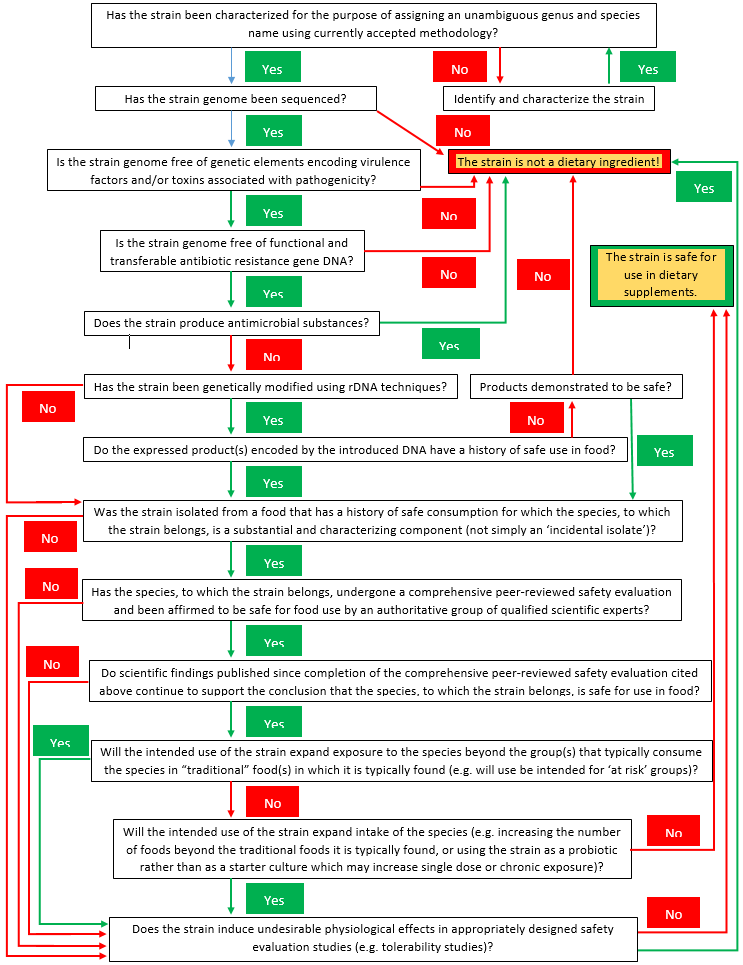 Has the strain been characterized for the purpose of assigning an unambiguous genus and species
name using currently accepted methodology?
Yes
No
Yes
Has the strain genome been sequenced?
Identify and characterize the strain
Yes
No
Is the strain genome free of genetic elements encoding virulence
factors and/or toxins associated with pathogenicity?
The strain is not a dietary ingredient!
Yes
Yes
No
Is the strain genome free of functional and
transferable antibiotic resistance gene DNA?
No
No
The strain is safe for
use in dietary
supplements.
Yes
Does the strain produce antimicrobial substances?
Yes
No
Has the strain been genetically modified using rDNA techniques?
Products demonstrated to be safe?
No
Yes
No
Do the expressed product(s) encoded by the introduced DNA have a history of safe use in food?
Yes
Yes
Was the strain isolated from a food that has a history of safe consumption for which the species, to which
the strain belongs, is a substantial and characterizing component (not simply an ‘incidental isolate’)?
No
Yes
No
Has the species, to which the strain belongs, undergone a comprehensive peer-reviewed safety evaluation
and been affirmed to be safe for food use by an authoritative group of qualified scientific experts?
Yes
No
Do scientific findings published since completion of the comprehensive peer-reviewed safety evaluation cited
above continue to support the conclusion that the species, to which the strain belongs, is safe for use in food?
Yes
Yes
Will the intended use of the strain expand exposure to the species beyond the group(s) that typically consume
the species in “traditional” food(s) in which it is typically found (e.g. will use be intended for ‘at risk’ groups)?
No
Will the intended use of the strain expand intake of the species (e.g. increasing the number
of foods beyond the traditional foods it is typically found, or using the strain as a probiotic
rather than as a starter culture which may increase single dose or chronic exposure)?
No
Yes
Does the strain induce undesirable physiological effects in appropriately designed safety
evaluation studies (e.g. tolerability studies)?
No